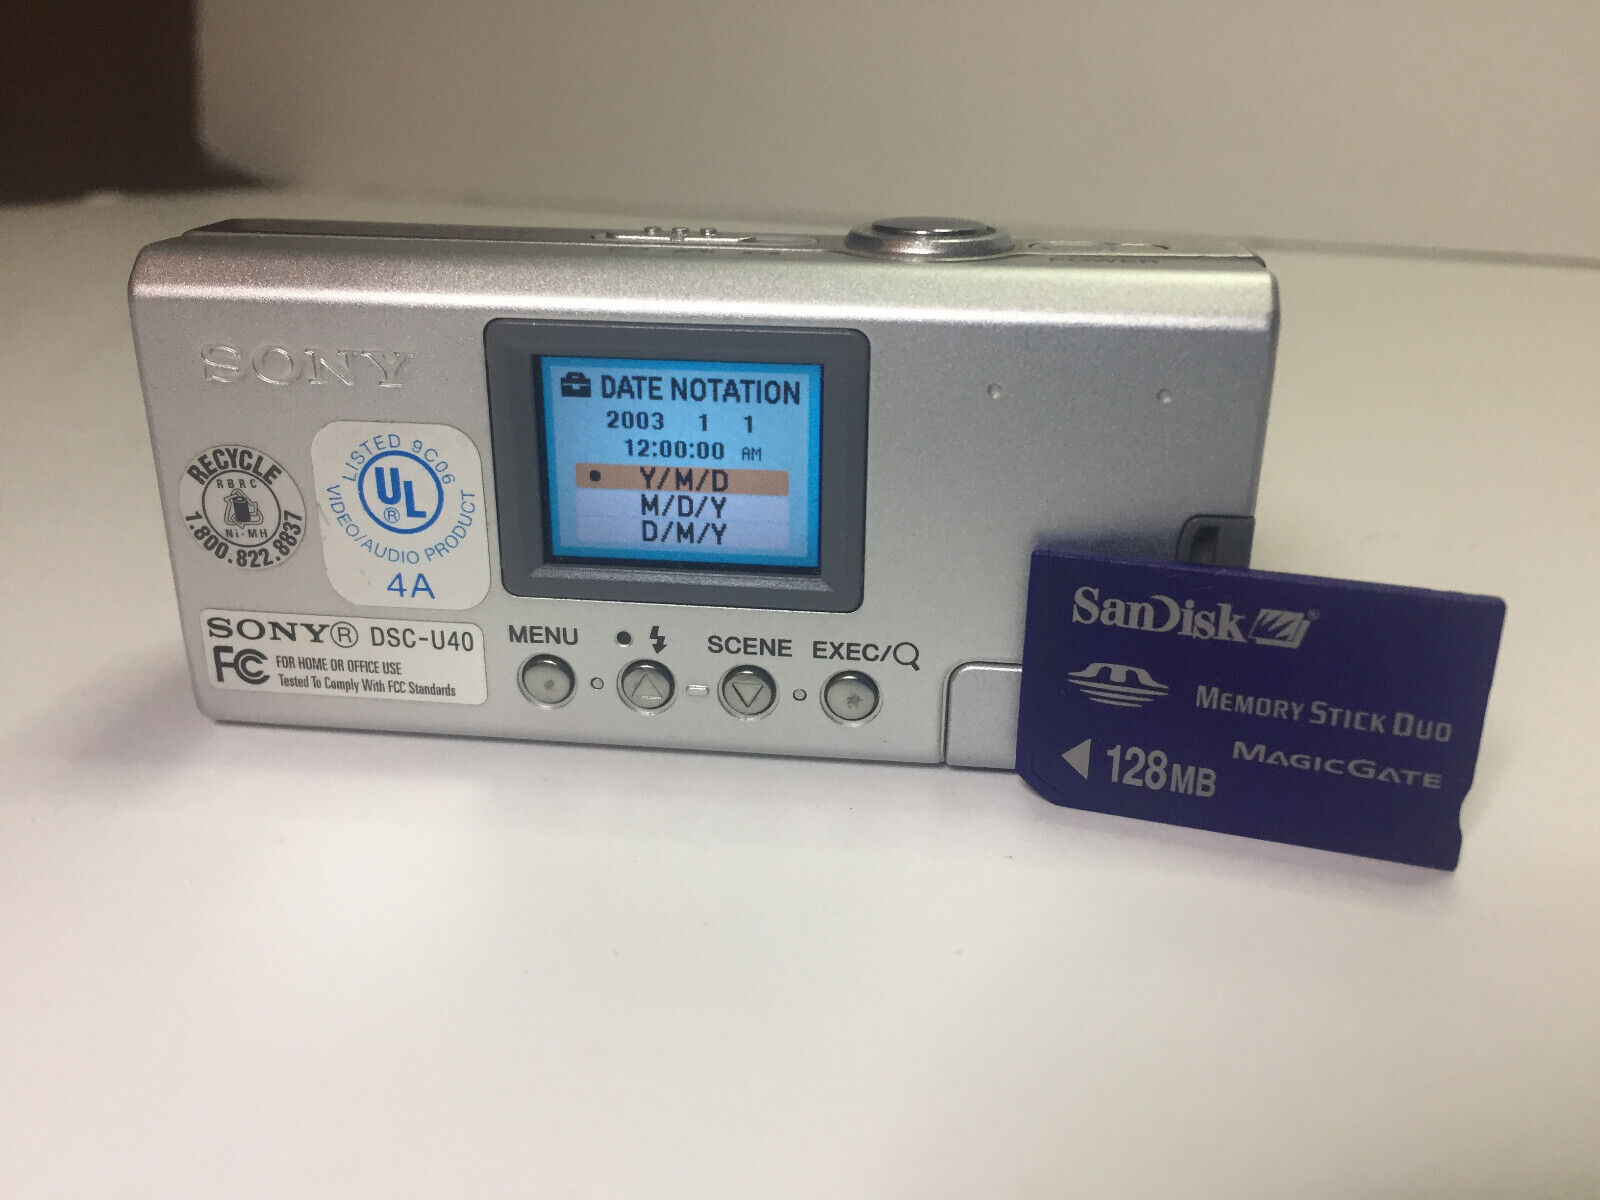 POWER
SONY
DATE NOTATION
2003 1 1
12:00:00 AM
Y/M/D
M/D/Y
D/M/Y
RECYCLE
RBRC
Ni-MH
1.800.822.8837
LISTED 9C06
UL ®
VIDEO/AUDIO PRODUCT
4A
SONY® DSC-U40
FC FOR HOME OR OFFICE USE
Tested To Comply With FCC Standards
MENU SCENE EXEC/
SanDisk
MEMORY STICK DUO
MAGICGATE
128MB